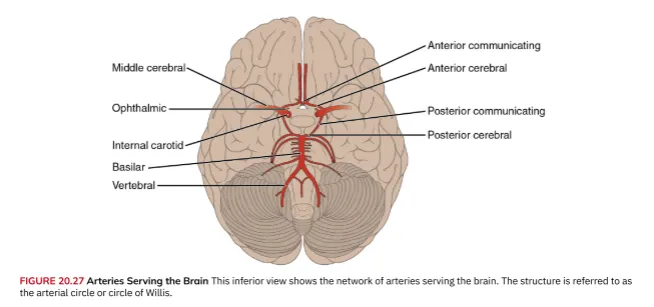 Anterior communicating
Middle cerebral
Anterior cerebral
Ophthalmic
Posterior communicating
Posterior cerebral
Internal carotid
Basilar
Vertebral
FIGURE 20.27 Arteries Serving the Brain This inferior view shows the network of arteries serving the brain. The structure is referred to as
the arterial circle or circle of Willis.